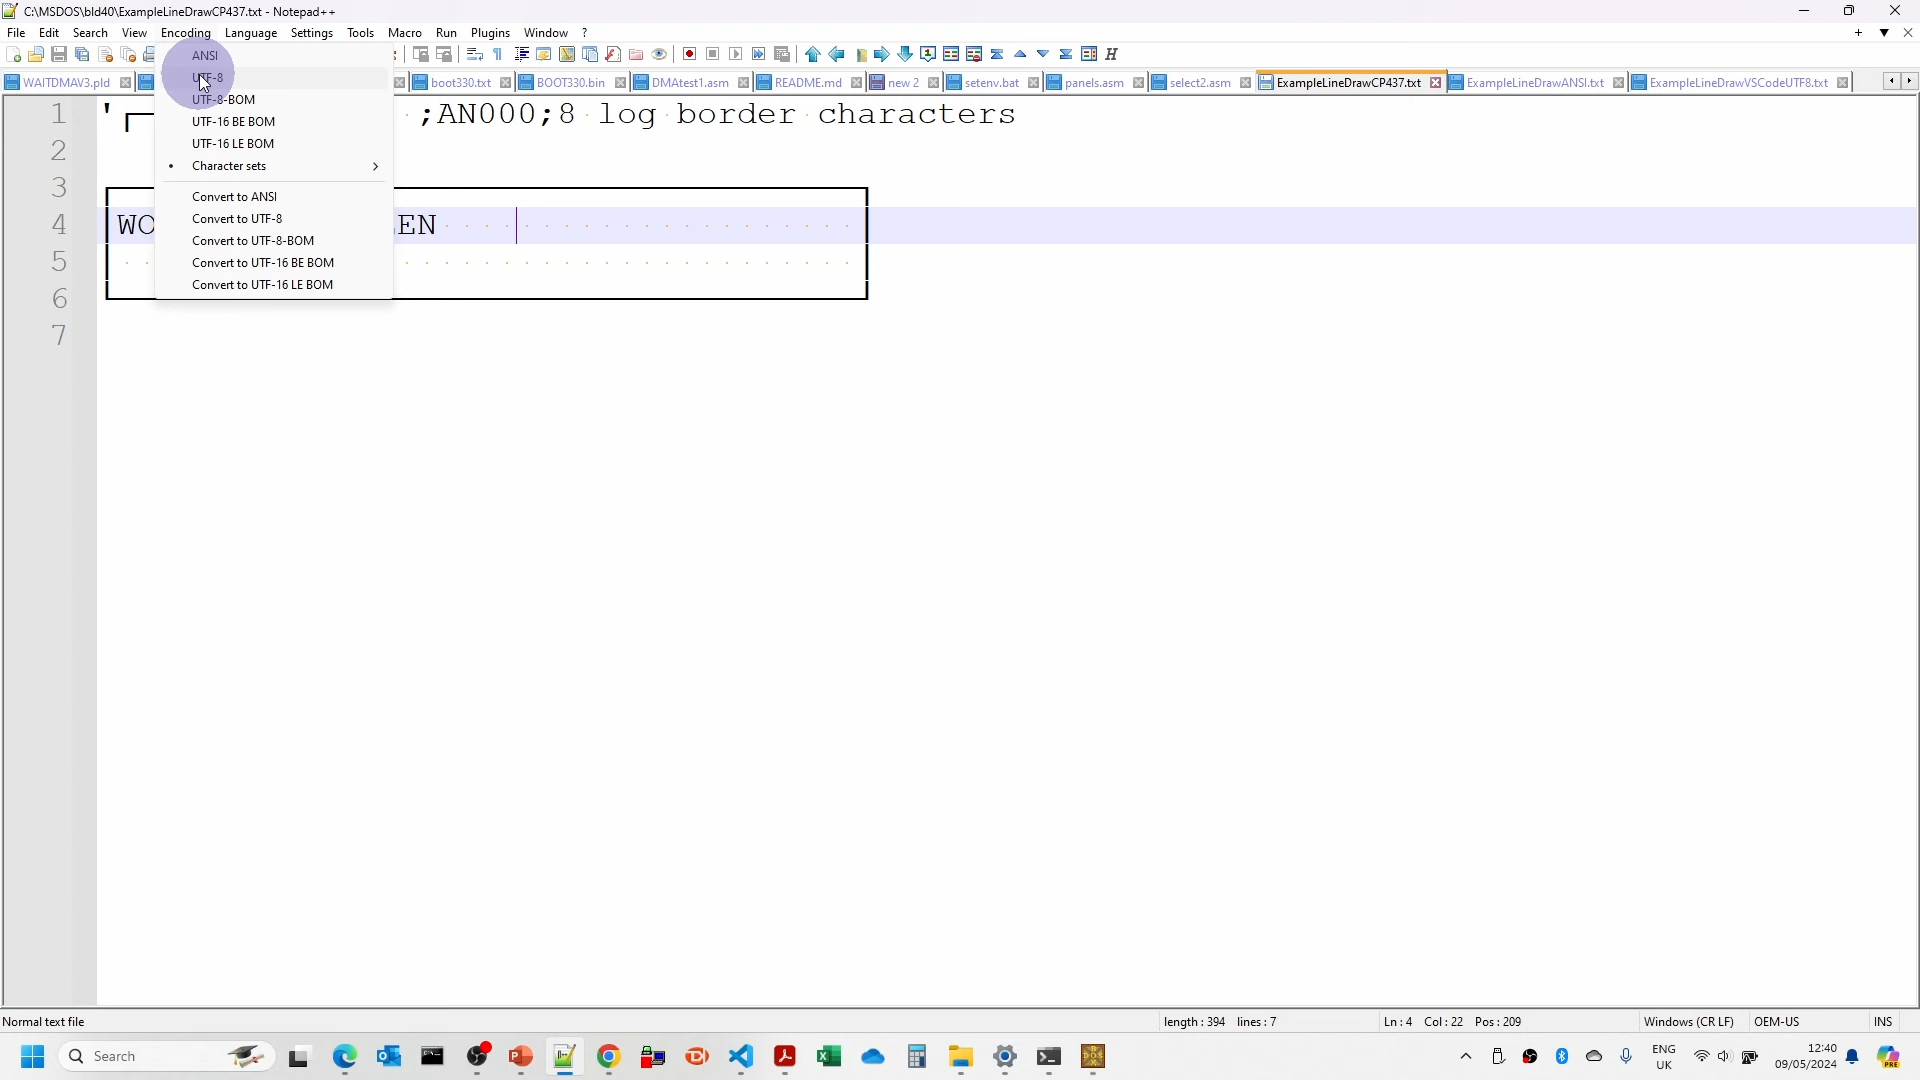 C:\MSDOS\bld40\ExampleLineDrawCP437.txt - Notepad++
File Edit Search View Encoding Language Settings Tools Macro Run Plugins Window ?
WAITDMAV3.pld boot330.txt BOOT330.bin DMAtest1.asm README.md new 2 setenv.bat panels.asm select2.asm ExampleLineDrawCP437.txt ExampleLineDrawANSI.txt ExampleLineDrawVSCodeUTF8.txt
ANSI
UTF-8
UTF-8-BOM
UTF-16 BE BOM
UTF-16 LE BOM
Character sets
Convert to ANSI
Convert to UTF-8
Convert to UTF-8-BOM
Convert to UTF-16 BE BOM
Convert to UTF-16 LE BOM
1 ' ;AN000;8 log border characters
2
3
4 WO EEN
5
6
7
Normal text file length : 394 lines : 7 Ln : 4 Col : 22 Pos : 209 Windows (CR LF) OEM-US INS
Search ENG UK 12:40 09/05/2024